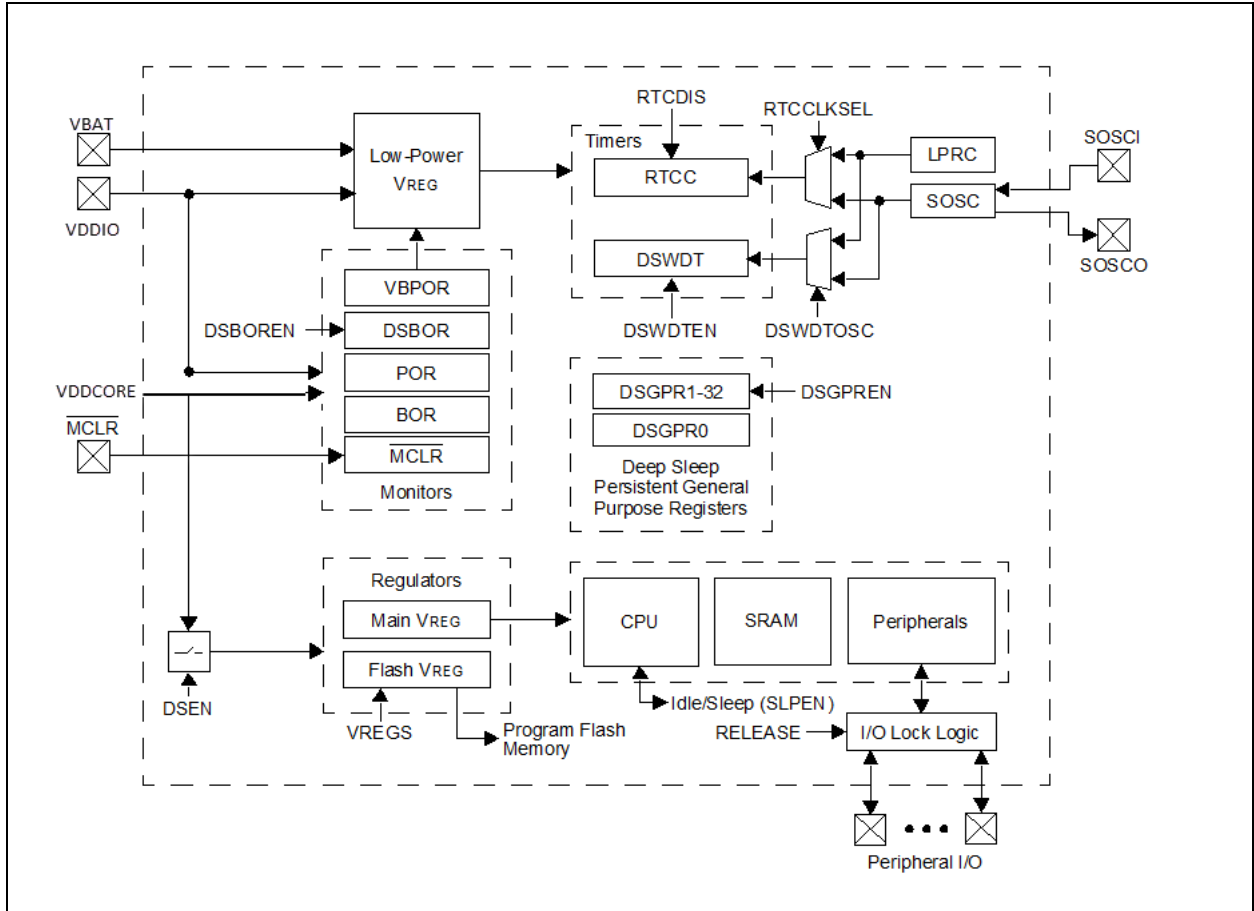 RTCDIS
RTCCLKSEL
VBAT
Timers
SOSCI
Low-Power
VREG
LPRC
RTCC
SOSC
VDDIO
SOSCO
DSWDT
VBPOR
DSBOREN
DSBOR
DSWDTEN
DSWDTOSC
POR
VDDCORE
DSGPR1-32
DSGPREN
BOR
MCLR
DSGPR0
MCLR
Deep Sleep
Persistent General
Purpose Registers
Monitors
Regulators
Main VREG
CPU
SRAM
Peripherals
Flash VREG
DSEN
Idle/Sleep (SLPEN)
VREGS
Program Flash
Memory
RELEASE
I/O Lock Logic
Peripheral I/O